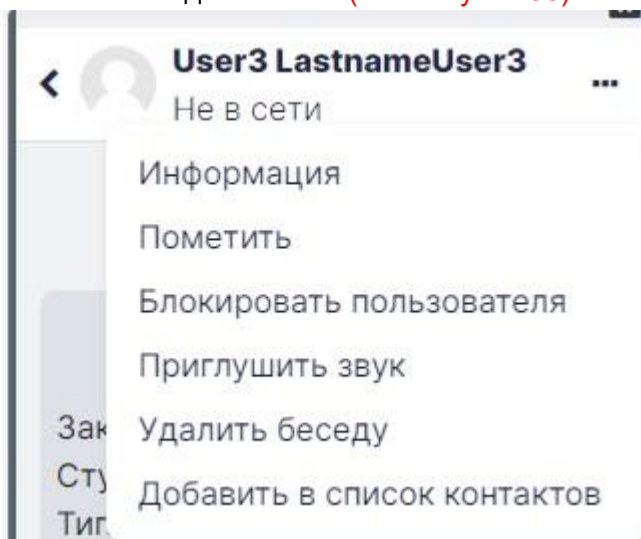 User3 LastnameUser3
Не в сети
Информация
Пометить
Блокировать пользователя
Приглушить звук
Удалить беседу
Добавить в список контактов